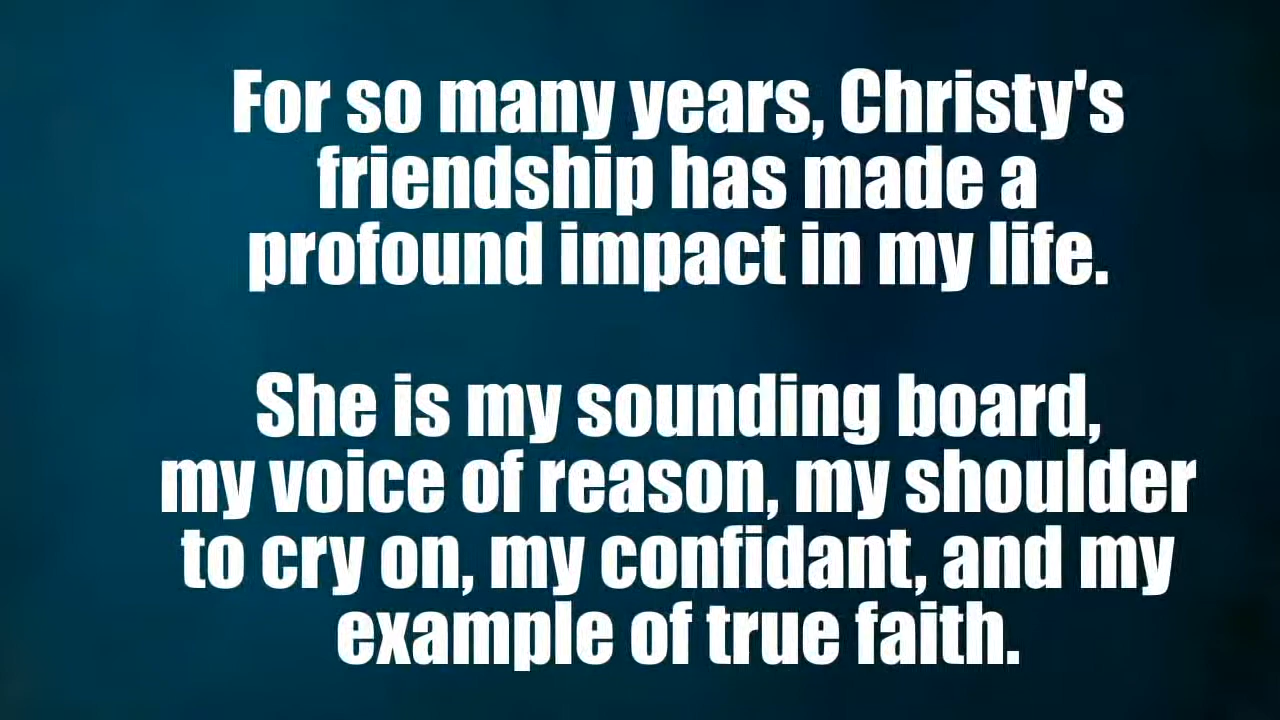 For so many years, Christy's
friendship has made a
profound impact in my life.
She is my sounding board,
my voice of reason, my shoulder
to cry on, my confidant, and my
example of true faith.